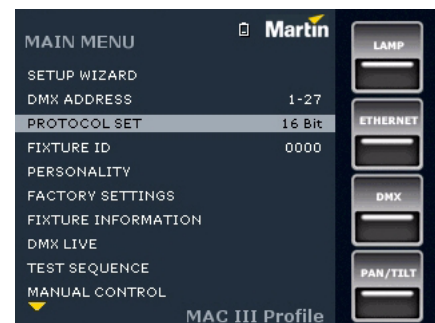 Martin
MAIN MENU
SETUP WIZARD
DMX ADDRESS 1-27
PROTOCOL SET 16 Bit
FIXTURE ID 0000
PERSONALITY
FACTORY SETTINGS
FIXTURE INFORMATION
DMX LIVE
TEST SEQUENCE
MANUAL CONTROL
MAC III Profile
LAMP
ETHERNET
DMX
PAN/TILT